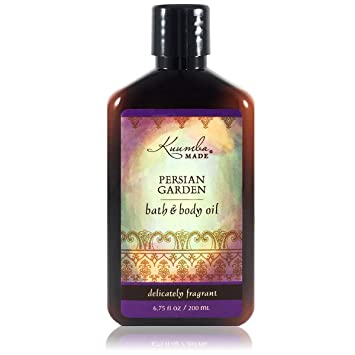 Kuumba
MADE®
PERSIAN
GARDEN
bath & body oil
delicately fragrant
6.75 fl oz / 200 mL